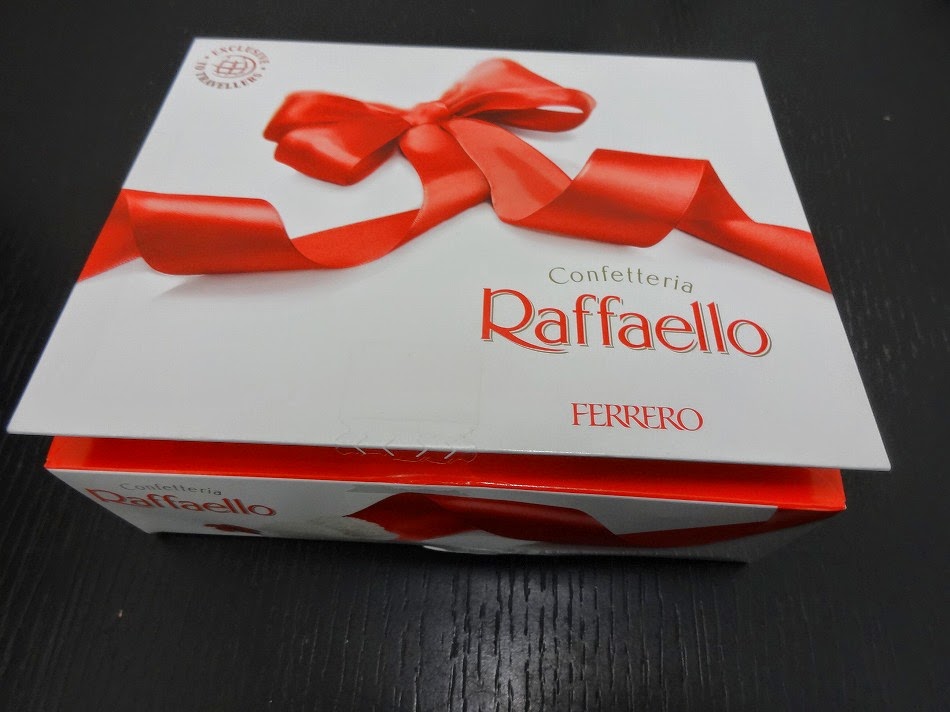 EXCLUSIVE
TO TRAVELLERS
Confetteria
Raffaello
FERRERO
Confetteria
Raffaello